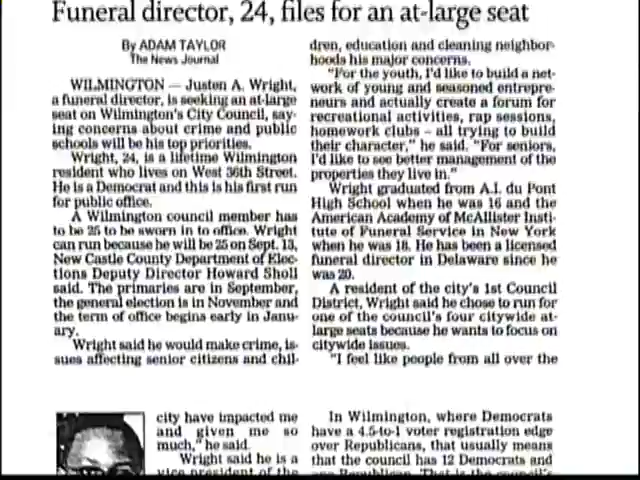 Funeral director, 24, files for an at-large seat
By ADAM TAYLOR
The News Journal
WILMINGTON — Justen A. Wright,
a funeral director, is seeking an at-large
seat on Wilmington's City Council, say-
ing concerns about crime and public
schools will be his top priorities.
Wright, 24, is a lifetime Wilmington
resident who lives on West 36th Street.
He is a Democrat and this is his first run
for public office.
A Wilmington council member has
to be 25 to be sworn in to office. Wright
can run because he will be 25 on Sept. 13,
New Castle County Department of Elec-
tions Deputy Director Howard Sholl
said. The primaries are in September,
the general election is in November and
the term of office begins early in Janu-
ary.
Wright said he would make crime, is-
sues affecting senior citizens and chil-
dren, education and cleaning neighbor-
hoods his major concerns.
"For the youth, I'd like to build a net-
work of young and seasoned entrepre-
neurs and actually create a forum for
recreational activities, rap sessions,
homework clubs – all trying to build
their character," he said. "For seniors,
I'd like to see better management of the
properties they live in."
Wright graduated from A.I. du Pont
High School when he was 16 and the
American Academy of McAllister Insti-
tute of Funeral Service in New York
when he was 18. He has been a licensed
funeral director in Delaware since he
was 20.
A resident of the city's 1st Council
District, Wright said he chose to run for
one of the council's four citywide at-
large seats because he wants to focus on
citywide issues.
"I feel like people from all over the
city have impacted me
and given me so
much," he said.
Wright said he is a
vice president of the
In Wilmington, where Democrats
have a 4.5-to-1 voter registration edge
over Republicans, that usually means
that the council has 12 Democrats and
one Republican. That is the council's